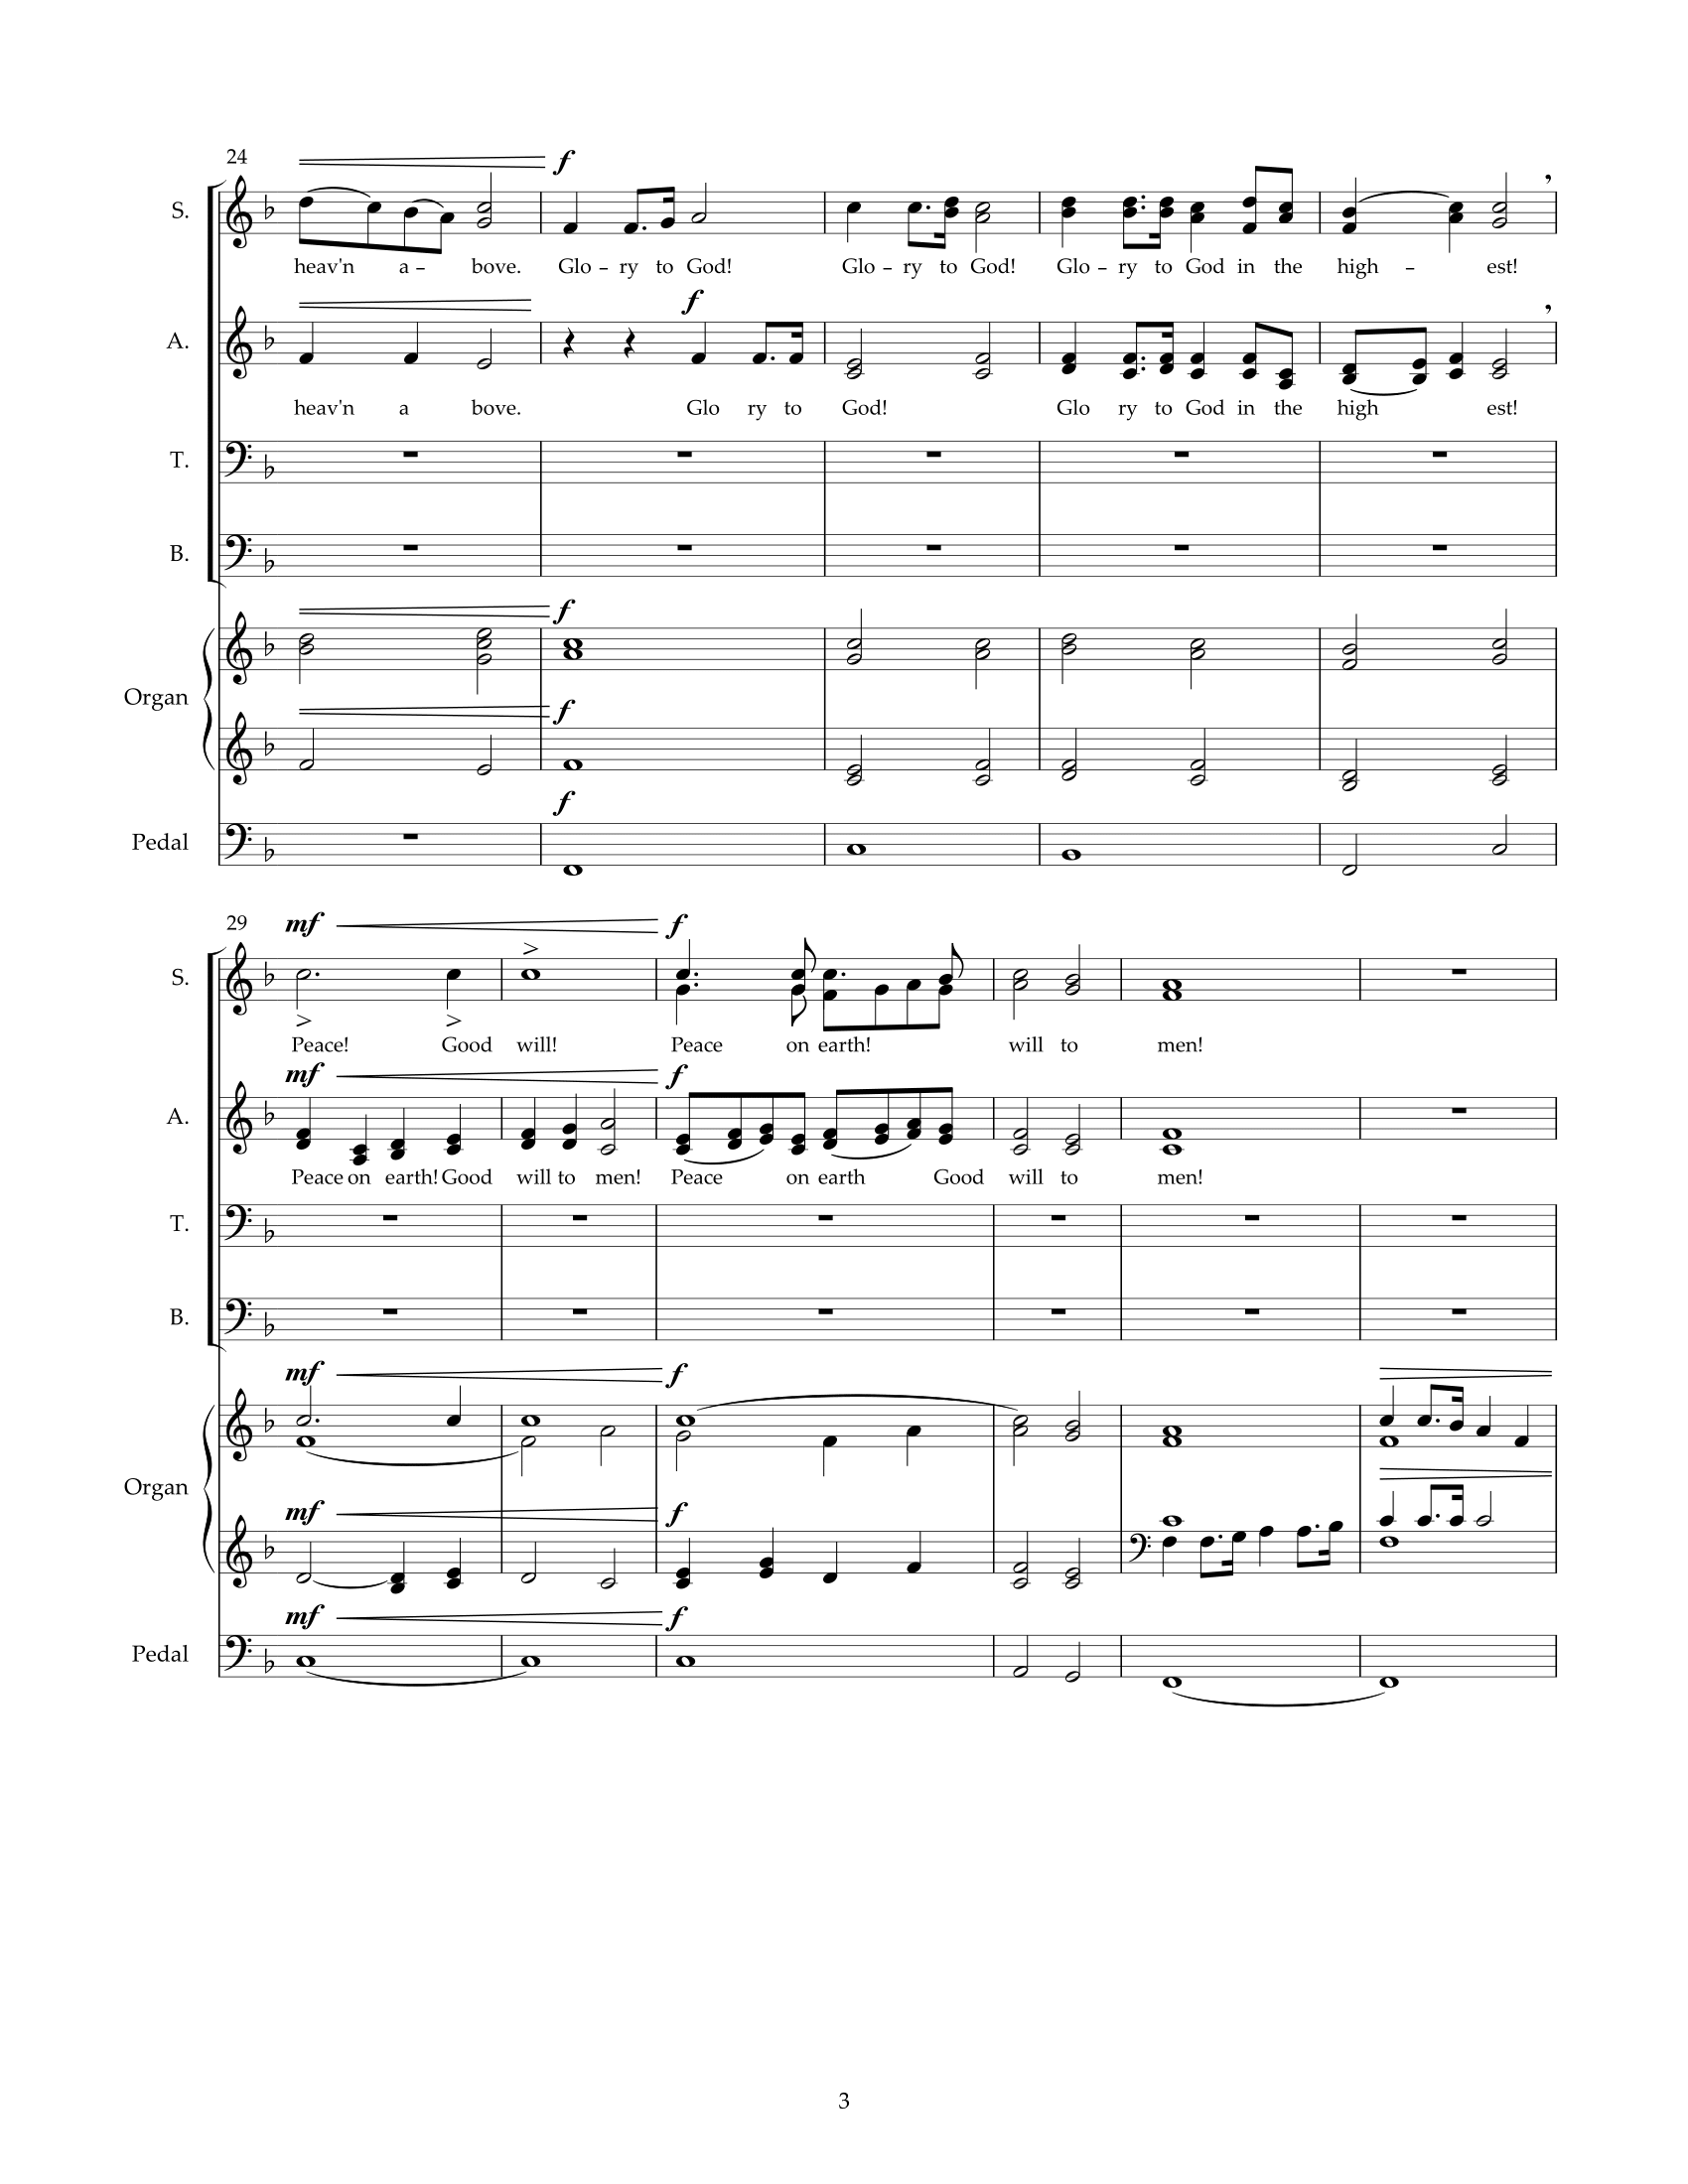 24
f
S.
heav'n a – bove. Glo – ry to God! Glo – ry to God! Glo – ry to God in the high – est!
f
A.
heav'n a bove. Glo ry to God! Glo ry to God in the high est!
T.
B.
f
Organ
f
f
Pedal
29
mf f
S.
Peace! Good will! Peace on earth! will to men!
mf f
A.
Peace on earth! Good will to men! Peace on earth Good will to men!
T.
B.
mf f
Organ
mf f
mf f
Pedal
3